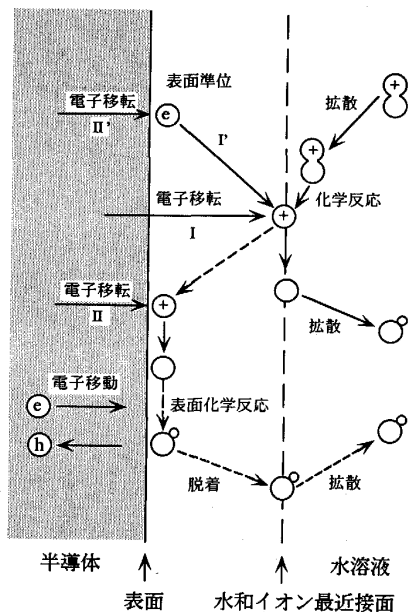 表面準位
電子移転
II'
e
I'
拡散
+
+
化学反応
電子移転
I
+
電子移転
II
+
拡散
電子移動
e
表面化学反応
h
脱着
拡散
半導体
水溶液
表面
水和イオン最近接面